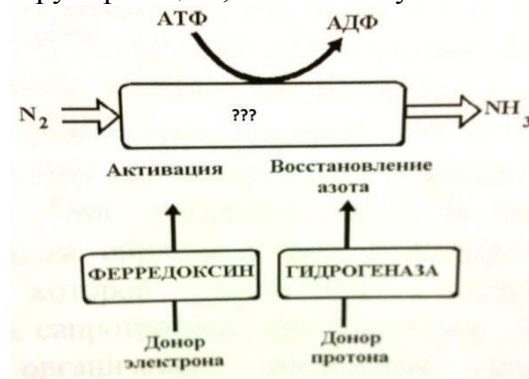 АТФ
АДФ
N2
???
NH3
Активация
Восстановление
азота
ФЕРРЕДОКСИН
ГИДРОГЕНАЗА
Донор
электрона
Донор
протона